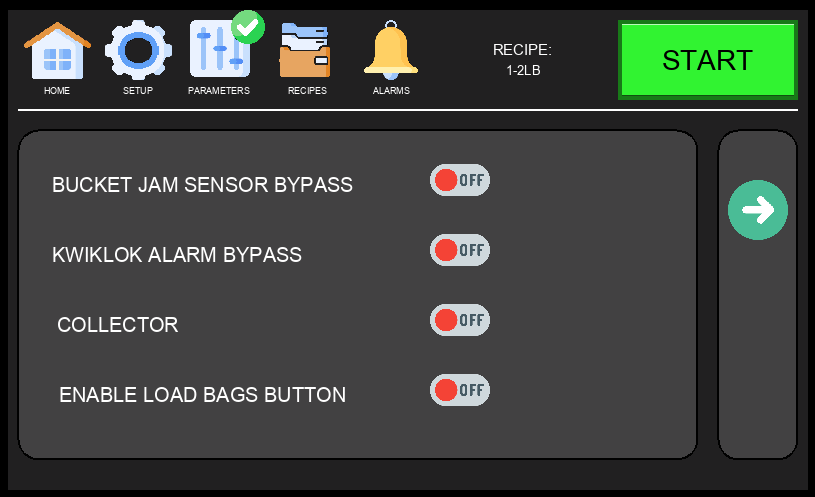 HOME
SETUP
PARAMETERS
RECIPES
ALARMS
RECIPE:
1-2LB
START
BUCKET JAM SENSOR BYPASS
OFF
KWIKLOK ALARM BYPASS
OFF
COLLECTOR
OFF
ENABLE LOAD BAGS BUTTON
OFF